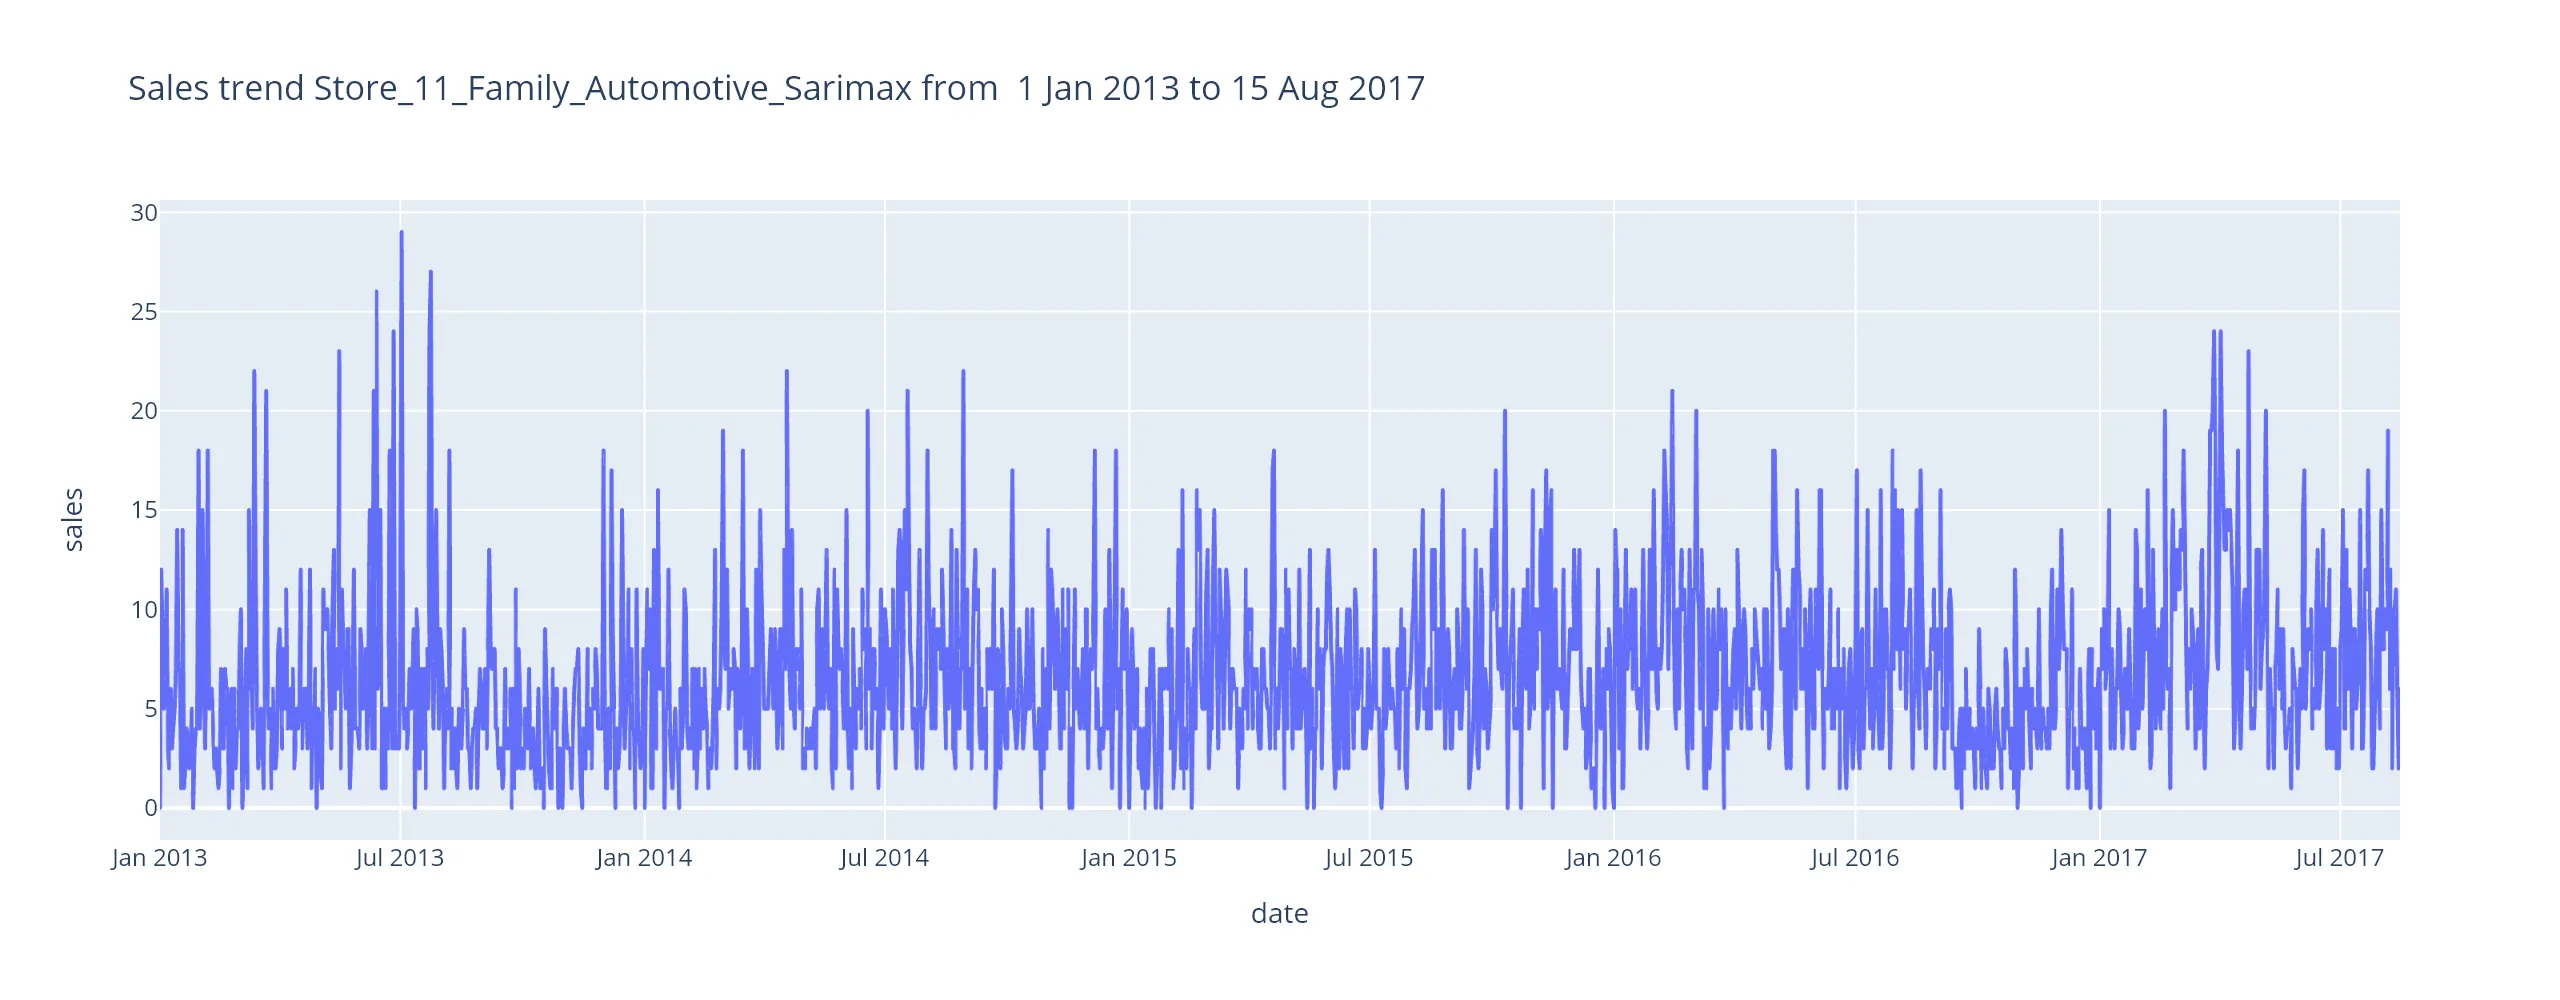 Sales trend Store_11_Family_Automotive_Sarimax from  1 Jan 2013 to 15 Aug 2017
30
25
20
15
10
5
0
sales
Jan 2013 Jul 2013 Jan 2014 Jul 2014 Jan 2015 Jul 2015 Jan 2016 Jul 2016 Jan 2017 Jul 2017
date